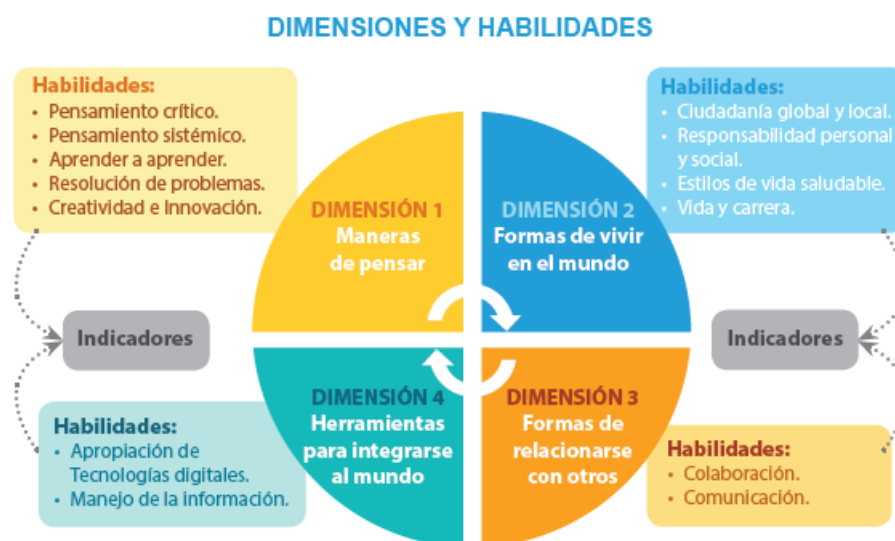 DIMENSIONES Y HABILIDADES
Habilidades:
• Pensamiento crítico.
• Pensamiento sistémico.
• Aprender a aprender.
• Resolución de problemas.
• Creatividad e Innovación.
Habilidades:
• Ciudadanía global y local.
• Responsabilidad personal
y social.
• Estilos de vida saludable.
• Vida y carrera.
DIMENSIÓN 1
Maneras
de pensar
DIMENSIÓN 2
Formas de vivir
en el mundo
Indicadores
Indicadores
DIMENSIÓN 4
Herramientas
para integrarse
al mundo
DIMENSIÓN 3
Formas de
relacionarse
con otros
Habilidades:
• Apropiación de
Tecnologías digitales.
• Manejo de la información.
Habilidades:
• Colaboración.
• Comunicación.